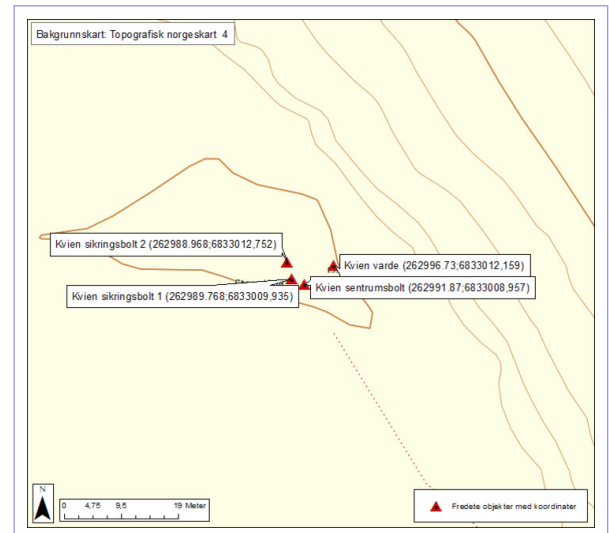 Bakgrunnskart: Topografisk norgeskart 4
Kvien sikringsbolt 2 (262988.968;6833012,752)
Kvien varde (262996.73;6833012,159)
Kvien sentrumsbolt (262991.87;6833008,957)
Kvien sikringsbolt 1 (262989.768;6833009,935)
N
0 4,75 9,5 19 Meter
Fredete objekter med koordinater